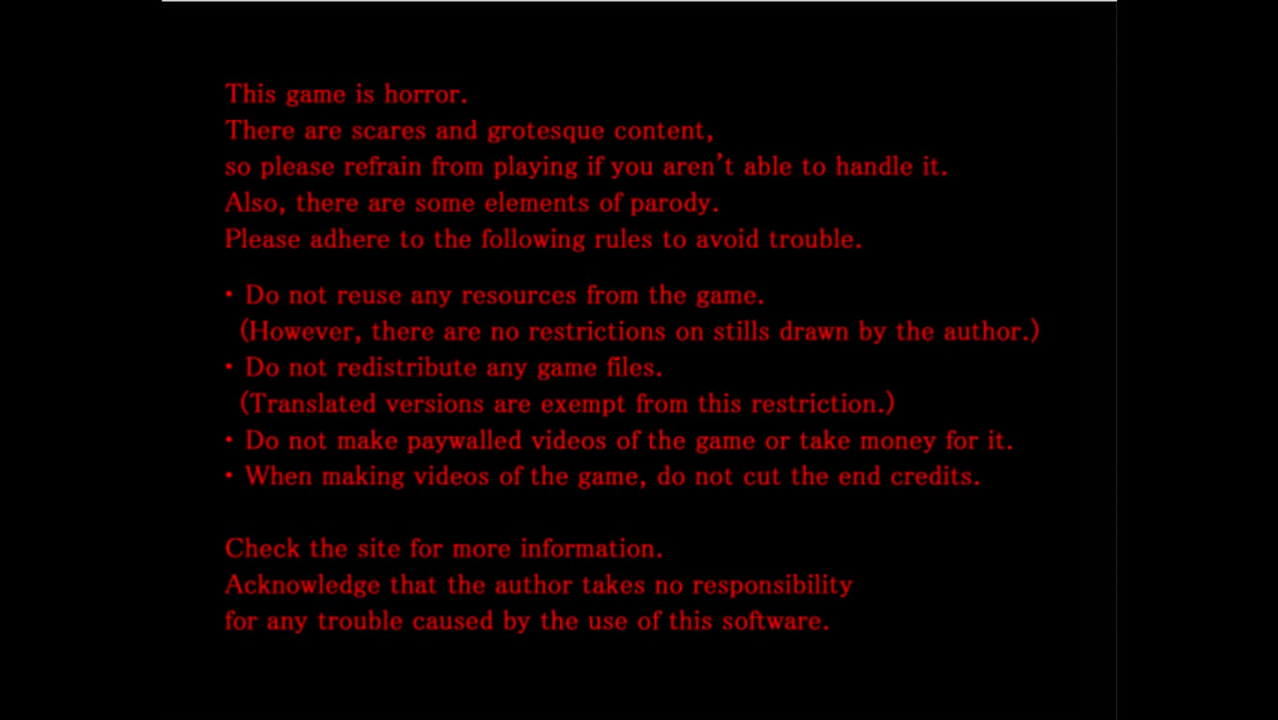 This game is horror.
There are scares and grotesque content,
so please refrain from playing if you aren't able to handle it.
Also, there are some elements of parody.
Please adhere to the following rules to avoid trouble.
・Do not reuse any resources from the game.
(However, there are no restrictions on stills drawn by the author.)
・Do not redistribute any game files.
(Translated versions are exempt from this restriction.)
・Do not make paywalled videos of the game or take money for it.
・When making videos of the game, do not cut the end credits.
Check the site for more information.
Acknowledge that the author takes no responsibility
for any trouble caused by the use of this software.